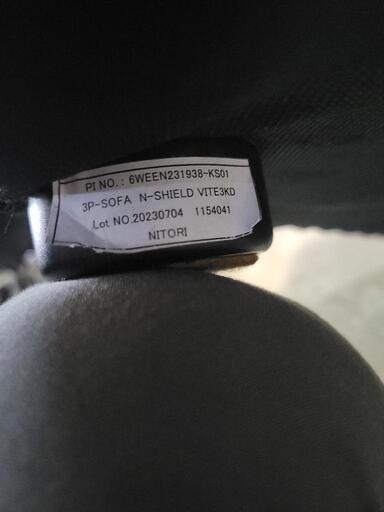 PI NO.: 6WEEN231938-KS01
3P-SOFA N-SHIELD VITE3KD
Lot NO.20230704 1154041
NITORI